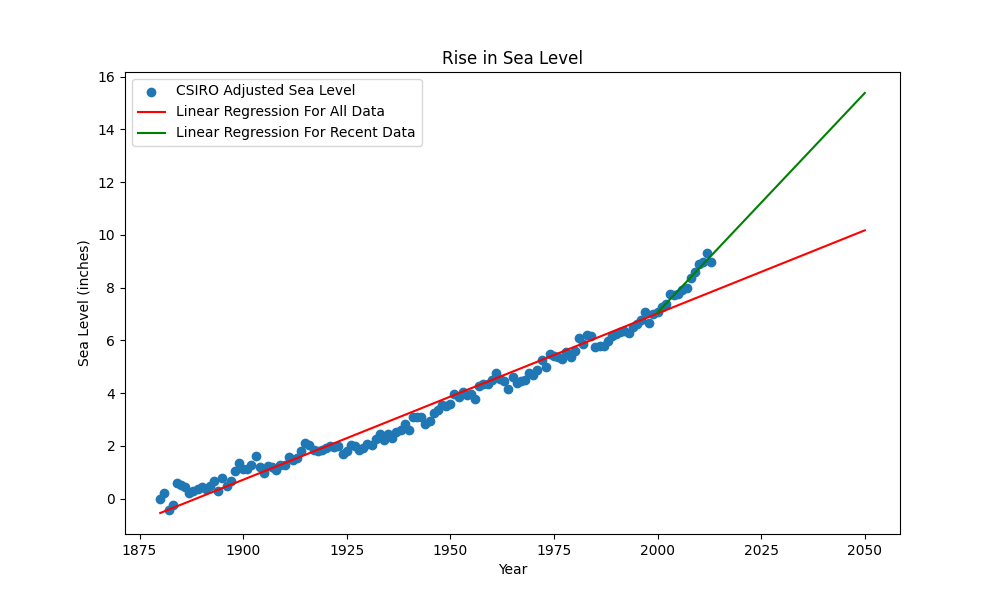 Rise in Sea Level
CSIRO Adjusted Sea Level
Linear Regression For All Data
Linear Regression For Recent Data
Sea Level (inches)
16
14
12
10
8
6
4
2
0
1875 1900 1925 1950 1975 2000 2025 2050
Year